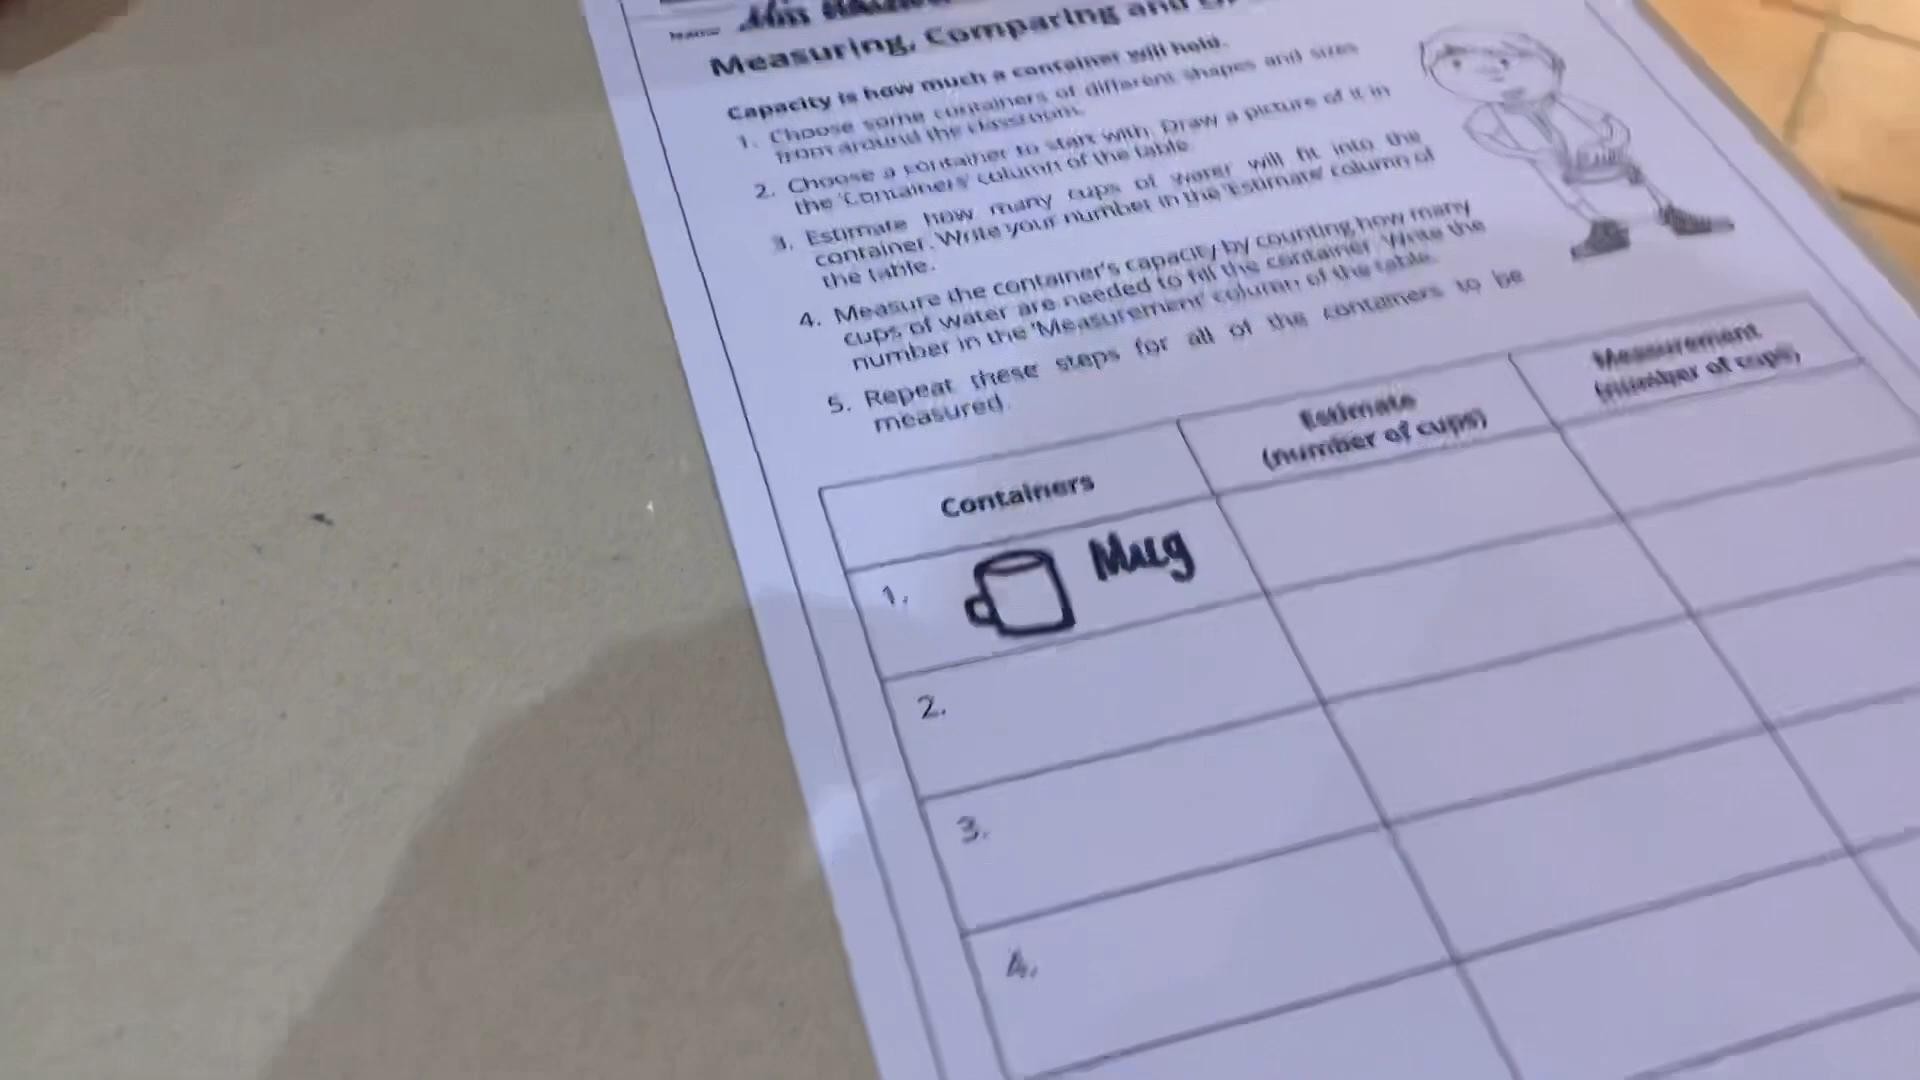 Name
Measuring, Comparing and
Capacity is how much a container will hold.
1. Choose some containers of different shapes and sizes
from around the classroom.
2. Choose a container to start with. Draw a picture of it in
the 'Containers' column of the table.
3. Estimate how many cups of water will fit into the
container. Write your number in the 'Estimate' column of
the table.
4. Measure the container's capacity by counting how many
cups of water are needed to fill the container. Write the
number in the 'Measurement' column of the table.
5. Repeat these steps for all of the containers to be
measured.
Containers
Estimate
(number of cups)
Measurement
(number of cups)
1. Mug
2.
3.
4.